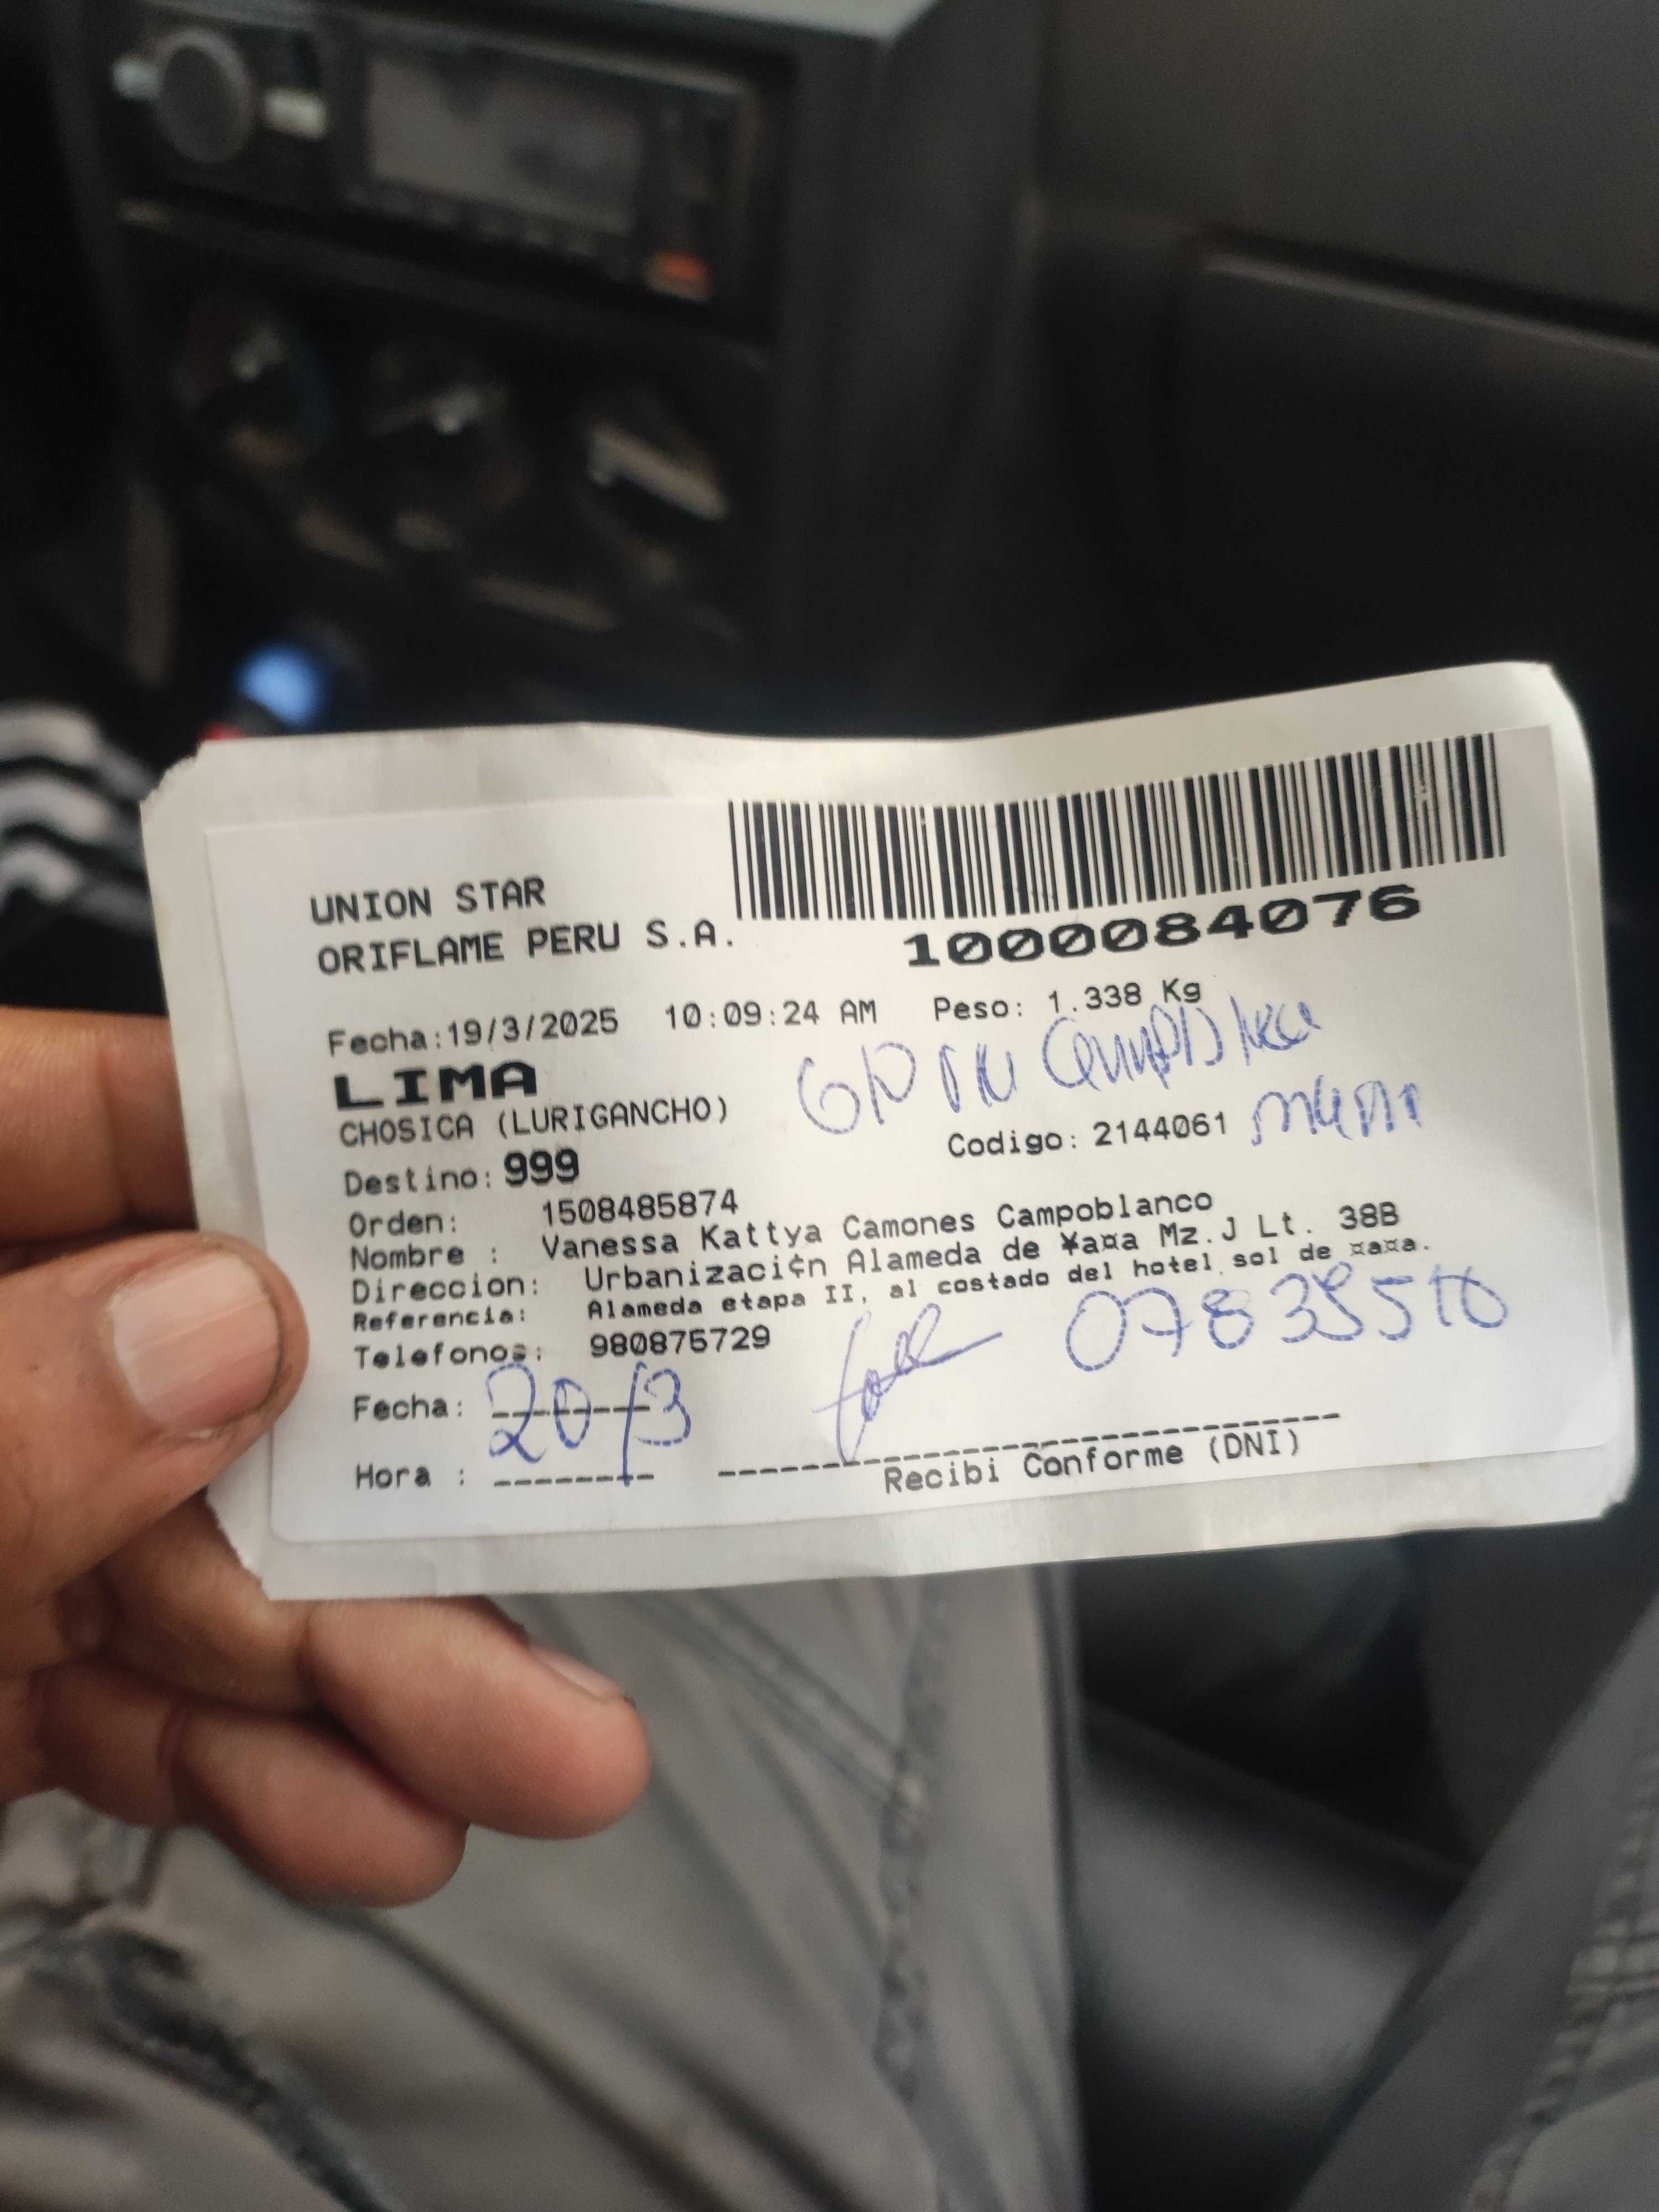 UNION STAR
ORIFLAME PERU S.A.
1000084076
Fecha:19/3/2025 10:09:24 AM Peso: 1.338 Kg
LIMA
CHOSICA (LURIGANCHO)
Destino: 999 Codigo: 2144061
Orden: 1508485874
Nombre : Vanessa Kattya Camones Campoblanco
Direccion: Urbanizaci¢n Alameda de ¥a¤a Mz.J Lt. 38B
Referencia: Alameda etapa II, al costado del hotel sol de ¤a¤a.
Telefonos: 980875729
Fecha: 20/3
Hora :
Recibi Conforme (DNI)